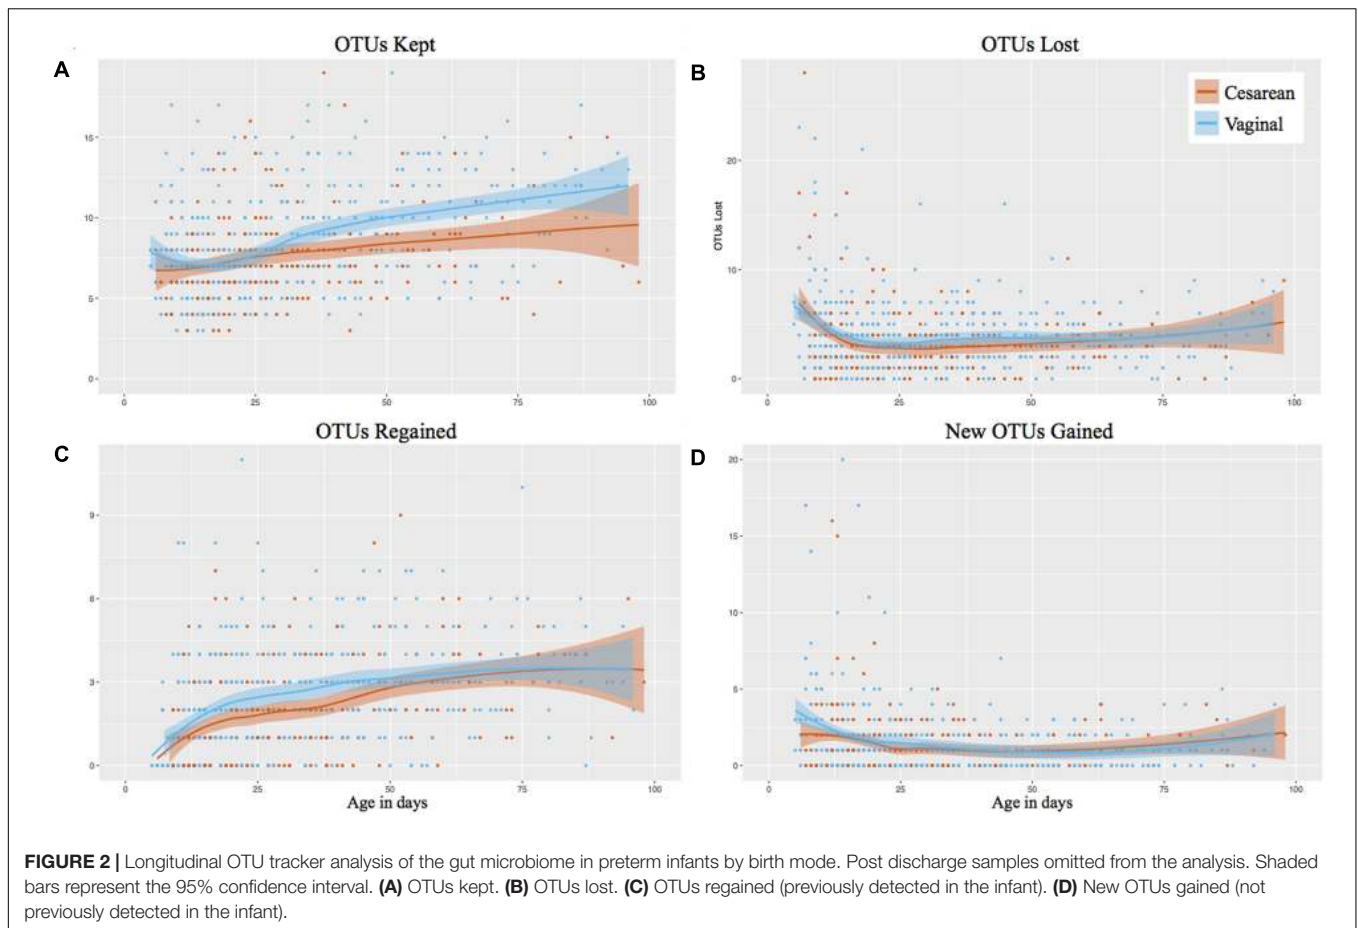 OTUs Kept
A
15
10
5
0
0 25 50 75 100
OTUs Lost
B
OTUs Lost
20
10
0
0 25 50 75 100
Cesarean
Vaginal
OTUs Regained
C
9
6
3
0
0 25 50 75 100
Age in days
New OTUs Gained
D
20
15
10
5
0
0 25 50 75 100
Age in days
FIGURE 2 | Longitudinal OTU tracker analysis of the gut microbiome in preterm infants by birth mode. Post discharge samples omitted from the analysis. Shaded
bars represent the 95% confidence interval. (A) OTUs kept. (B) OTUs lost. (C) OTUs regained (previously detected in the infant). (D) New OTUs gained (not
previously detected in the infant).